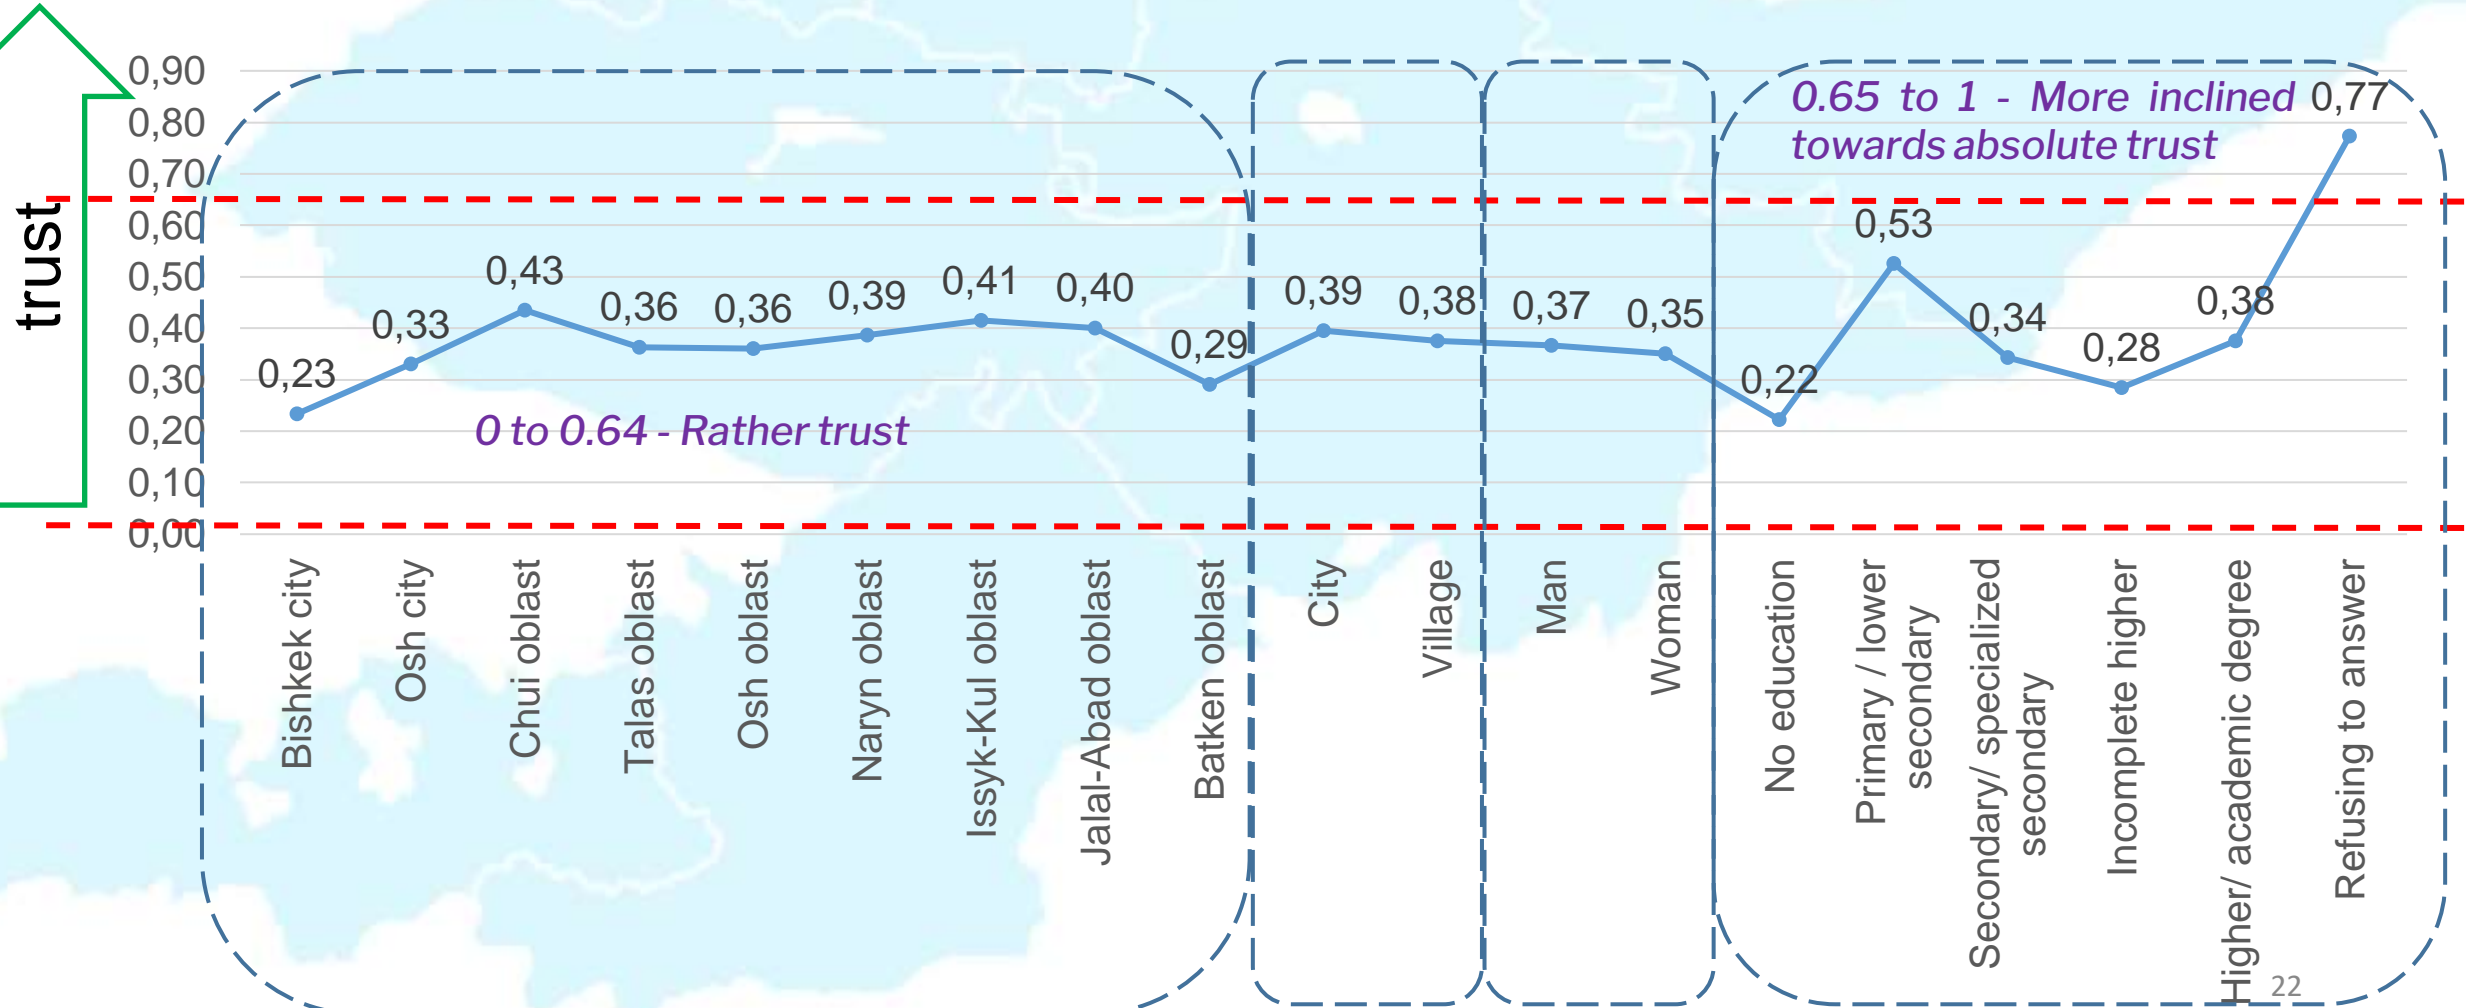 trust
0,90
0,80
0,70
0,60
0,50
0,40
0,30
0,20
0,10
0,00
0.65 to 1 - More inclined
towards absolute trust
0 to 0.64 - Rather trust
0,23
0,33
0,43
0,36
0,36
0,39
0,41
0,40
0,29
0,39
0,38
0,37
0,35
0,22
0,53
0,34
0,28
0,38
0,77
Bishkek city
Osh city
Chui oblast
Talas oblast
Osh oblast
Naryn oblast
Issyk-Kul oblast
Jalal-Abad oblast
Batken oblast
City
Village
Man
Woman
No education
Primary / lower
secondary
Secondary/ specialized
secondary
Incomplete higher
Higher/ academic degree
Refusing to answer
22